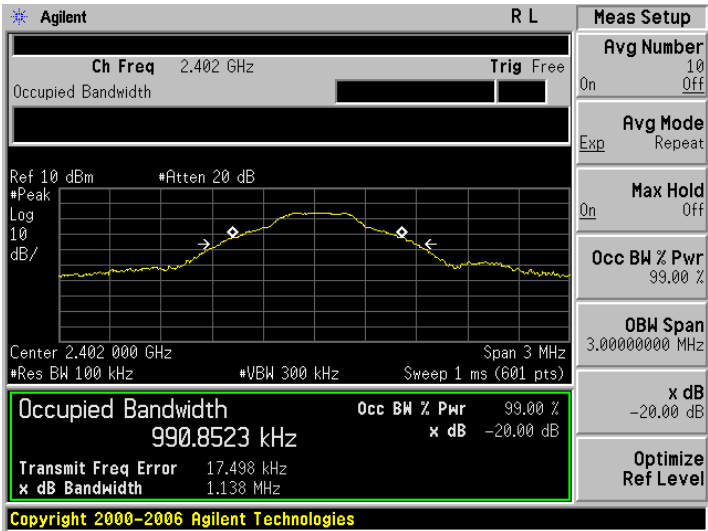 Agilent R L Meas Setup
Ch Freq 2.402 GHz Trig Free
Occupied Bandwidth
Ref 10 dBm #Atten 20 dB
#Peak
Log
10
dB/
Center 2.402 000 GHz Span 3 MHz
#Res BW 100 kHz #VBW 300 kHz Sweep 1 ms (601 pts)
Occupied Bandwidth Occ BW % Pwr 99.00 %
990.8523 kHz x dB -20.00 dB
Transmit Freq Error 17.498 kHz
x dB Bandwidth 1.138 MHz
Copyright 2000-2006 Agilent Technologies
Avg Number
10
On Off
Avg Mode
Exp Repeat
Max Hold
On Off
Occ BW % Pwr
99.00 %
OBW Span
3.00000000 MHz
x dB
-20.00 dB
Optimize
Ref Level